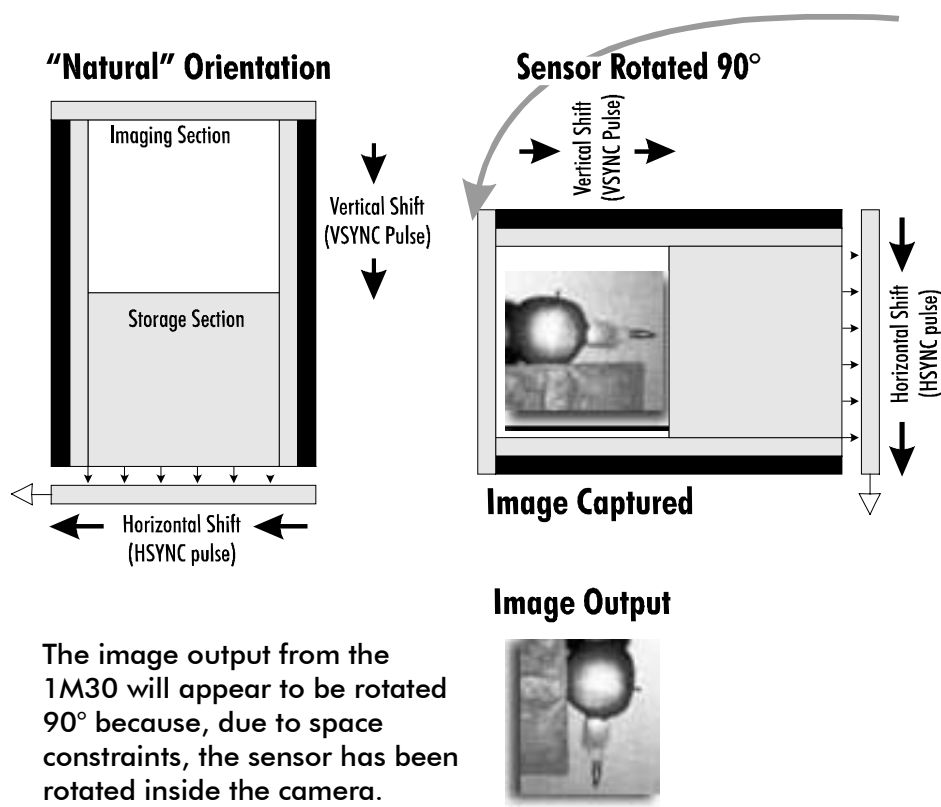 “Natural” Orientation
Imaging Section
Vertical Shift
(VSYNC Pulse)
Storage Section
Horizontal Shift
(HSYNC pulse)
Sensor Rotated 90°
Vertical Shift
(VSYNC Pulse)
Horizontal Shift
(HSYNC pulse)
Image Captured
Image Output
The image output from the
1M30 will appear to be rotated
90° because, due to space
constraints, the sensor has been
rotated inside the camera.